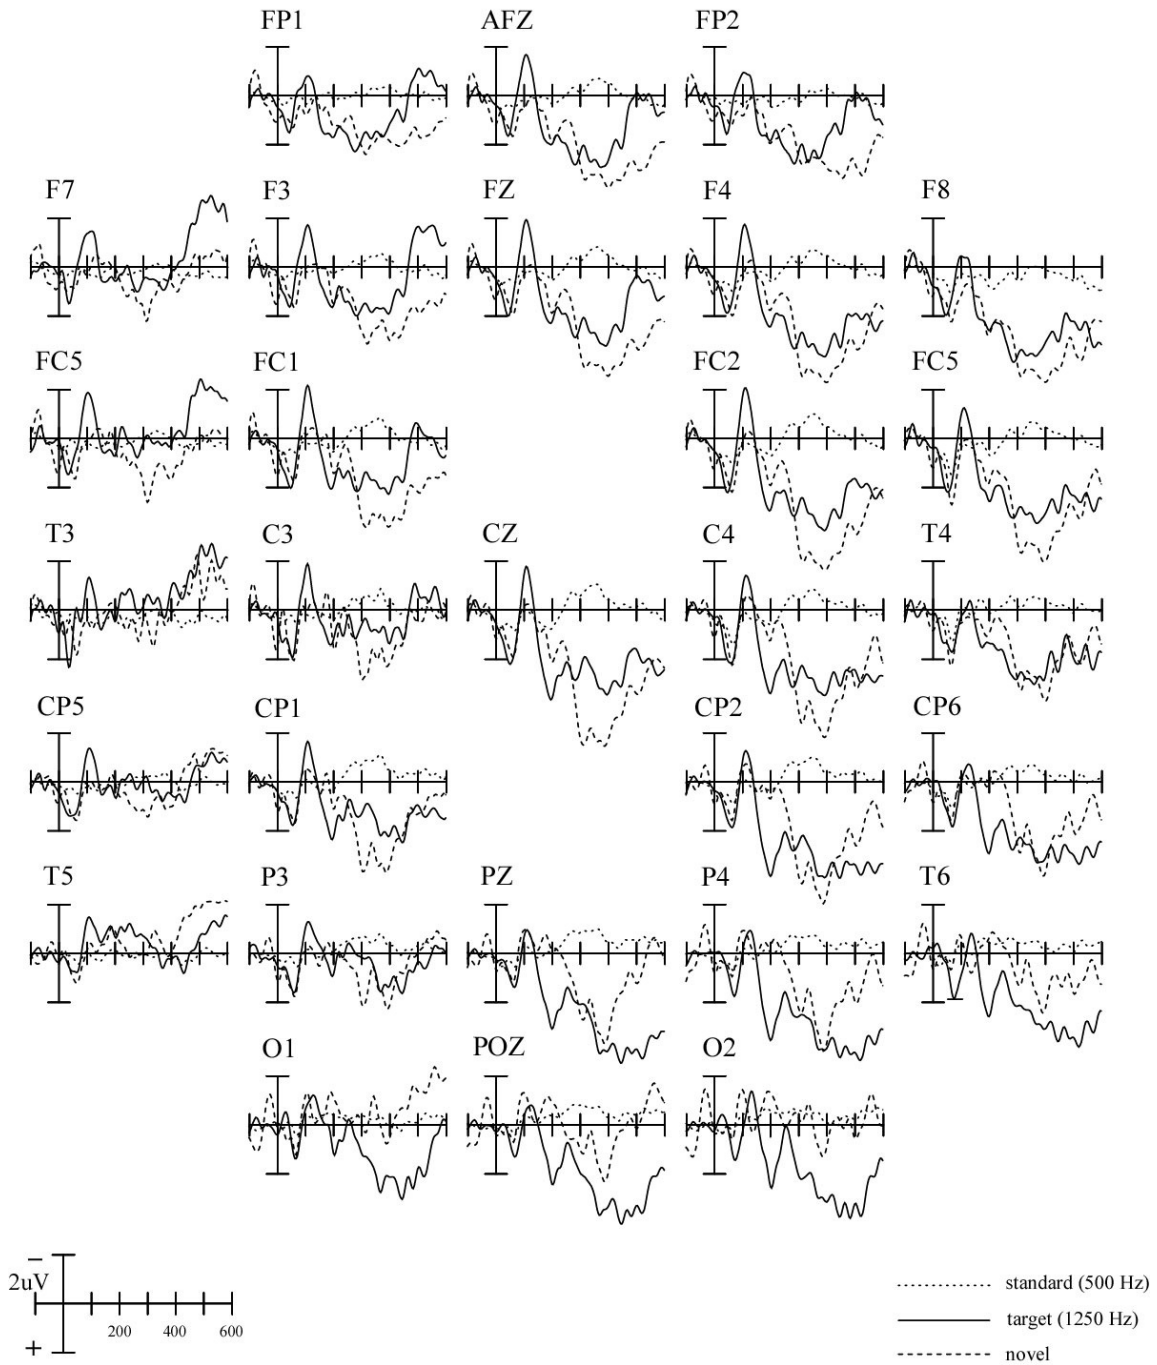 FP1 AFZ FP2
F7 F3 FZ F4 F8
FC5 FC1 FC2 FC5
T3 C3 CZ C4 T4
CP5 CP1 CP2 CP6
T5 P3 PZ P4 T6
O1 POZ O2
−
2uV
+
200 400 600
standard (500 Hz)
target (1250 Hz)
novel